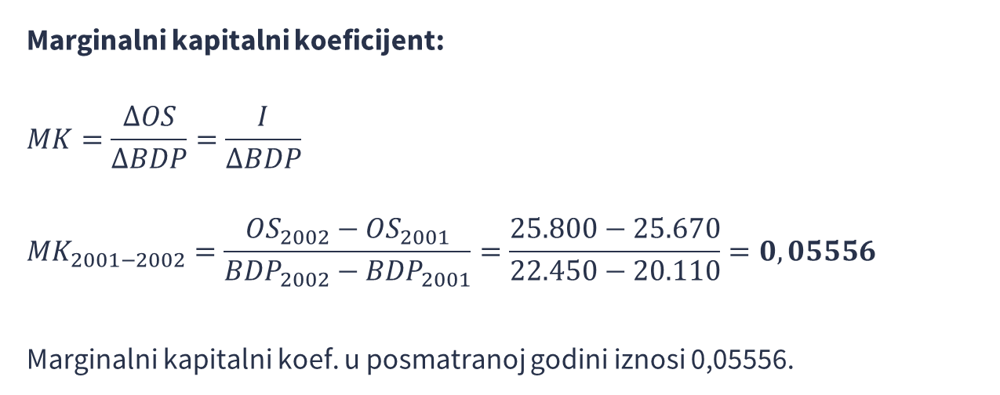 Marginalni kapitalni koeficijent:
MK = ΔOS / ΔBDP = I / ΔBDP
MK₂₀₀₁₋₂₀₀₂ = (OS₂₀₀₂ − OS₂₀₀₁) / (BDP₂₀₀₂ − BDP₂₀₀₁) = (25.800 − 25.670) / (22.450 − 20.110) = 0,05556
Marginalni kapitalni koef. u posmatranoj godini iznosi 0,05556.